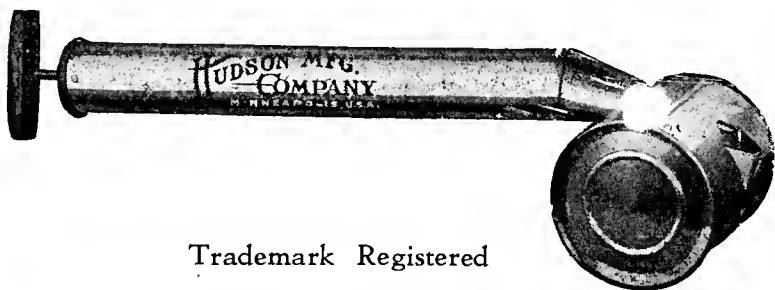 HUDSON MFG.
COMPANY
MINNEAPOLIS, U.S.A.
Trademark Registered